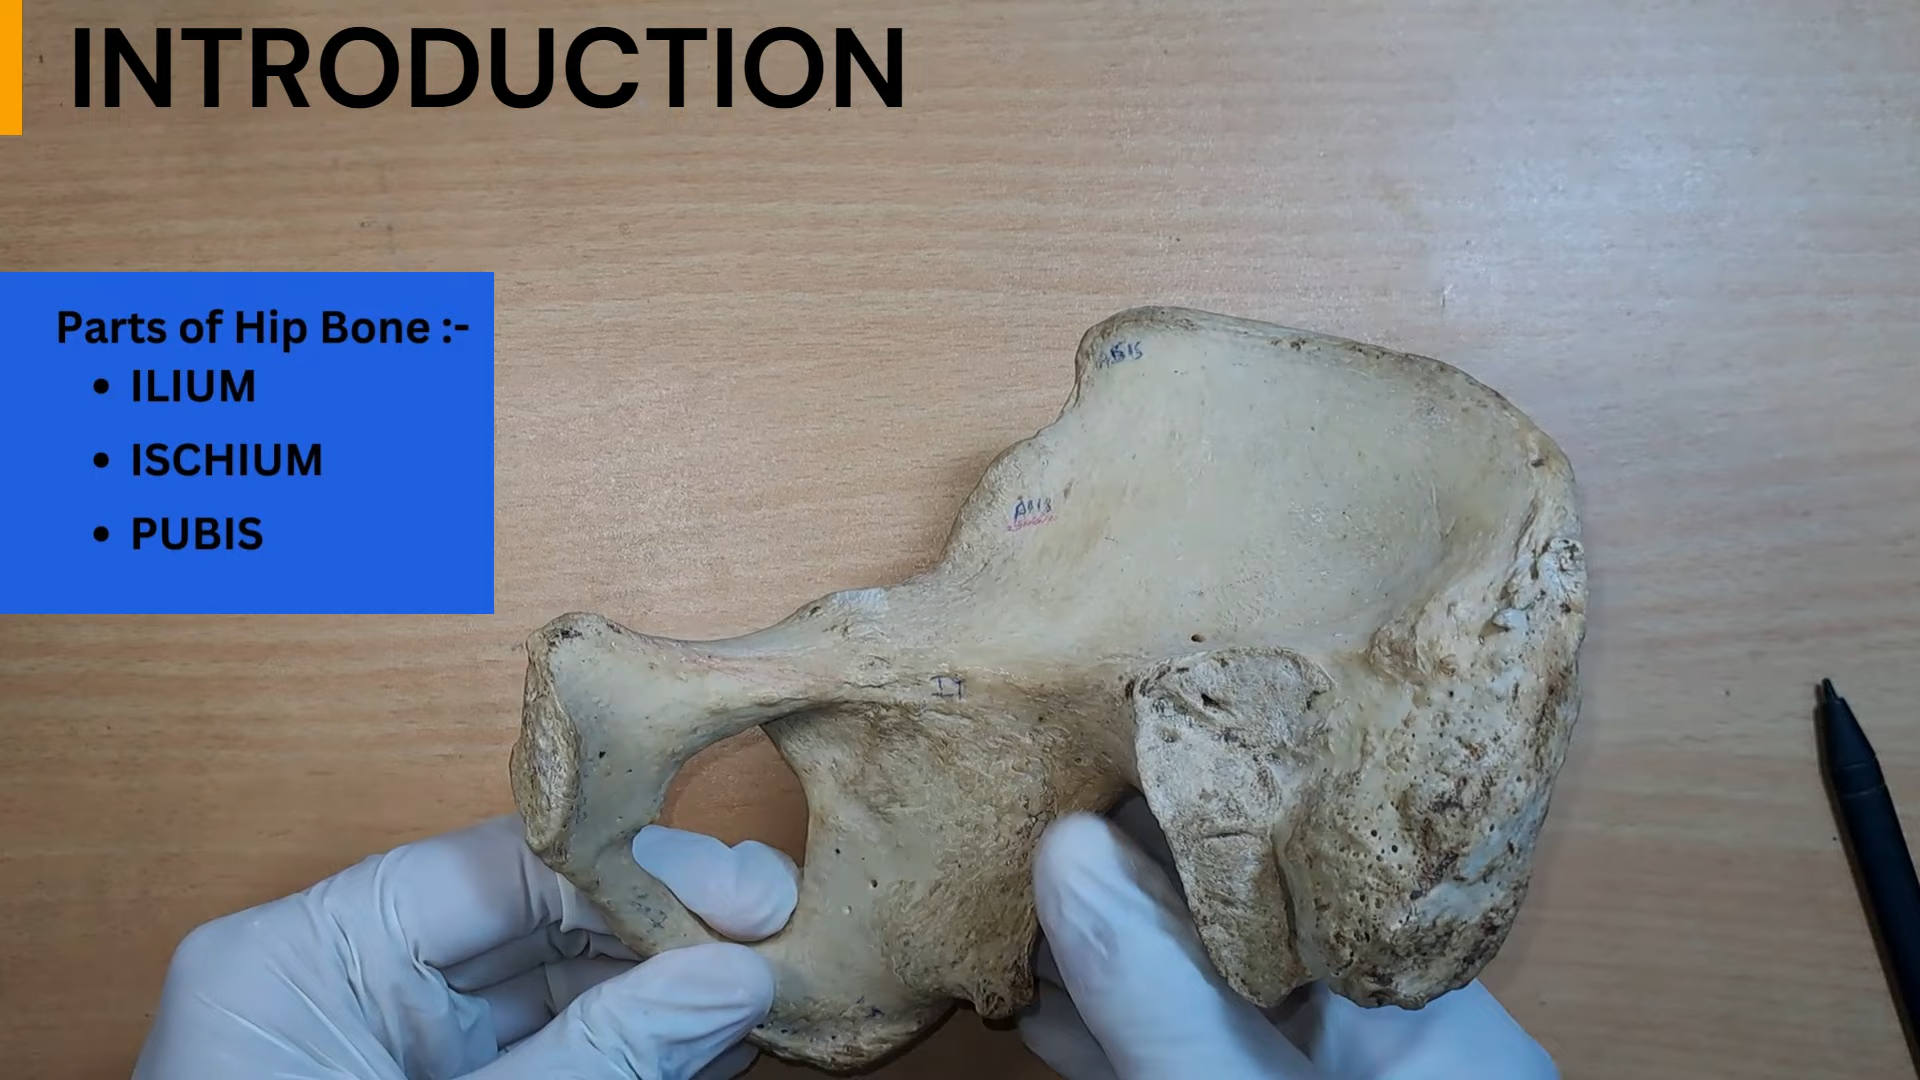 INTRODUCTION
Parts of Hip Bone :-
• ILIUM
• ISCHIUM
• PUBIS